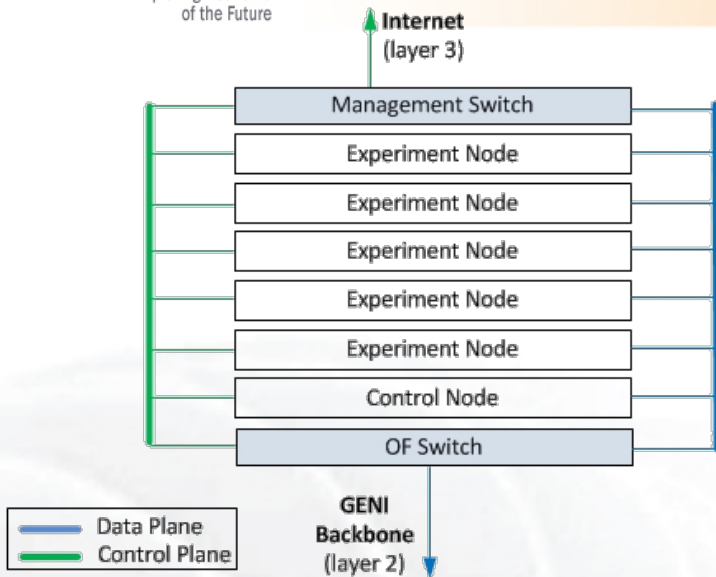 of the Future
Internet
(layer 3)
Management Switch
Experiment Node
Experiment Node
Experiment Node
Experiment Node
Experiment Node
Control Node
OF Switch
GENI
Backbone
(layer 2)
Data Plane
Control Plane